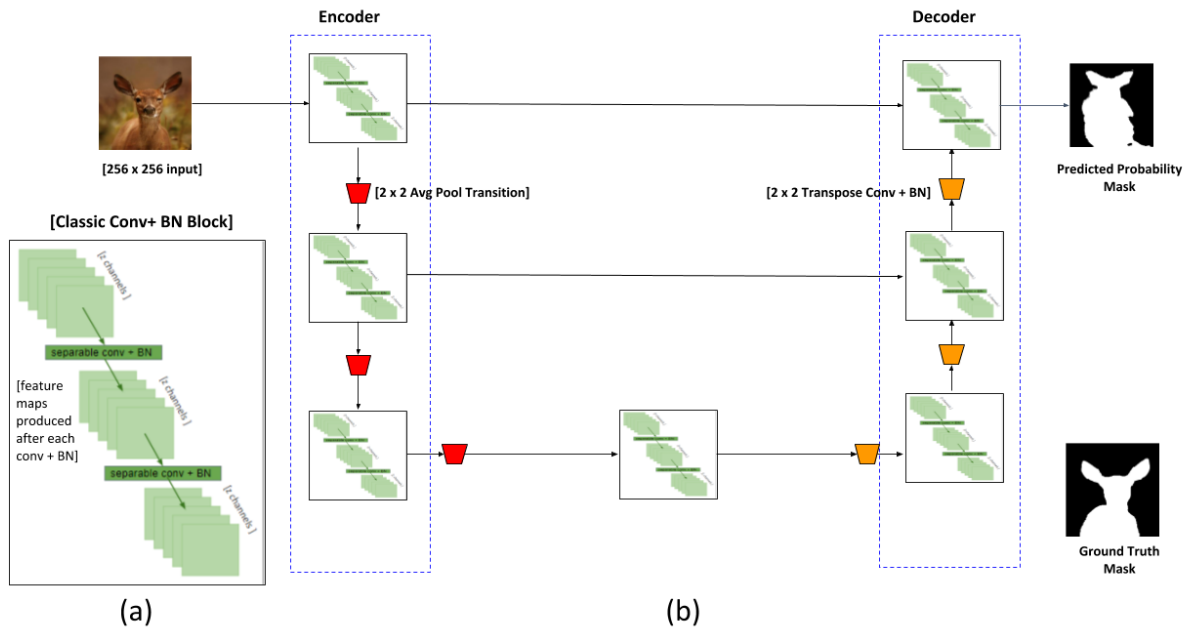 Encoder
Decoder
[256 x 256 input]
[2 x 2 Avg Pool Transition]
[2 x 2 Transpose Conv + BN]
Predicted Probability
Mask
[Classic Conv+ BN Block]
[z channels ]
separable conv + BN
[z channels ]
[feature
maps
produced
after each
conv + BN]
separable conv + BN
[z channels ]
Ground Truth
Mask
(a)
(b)